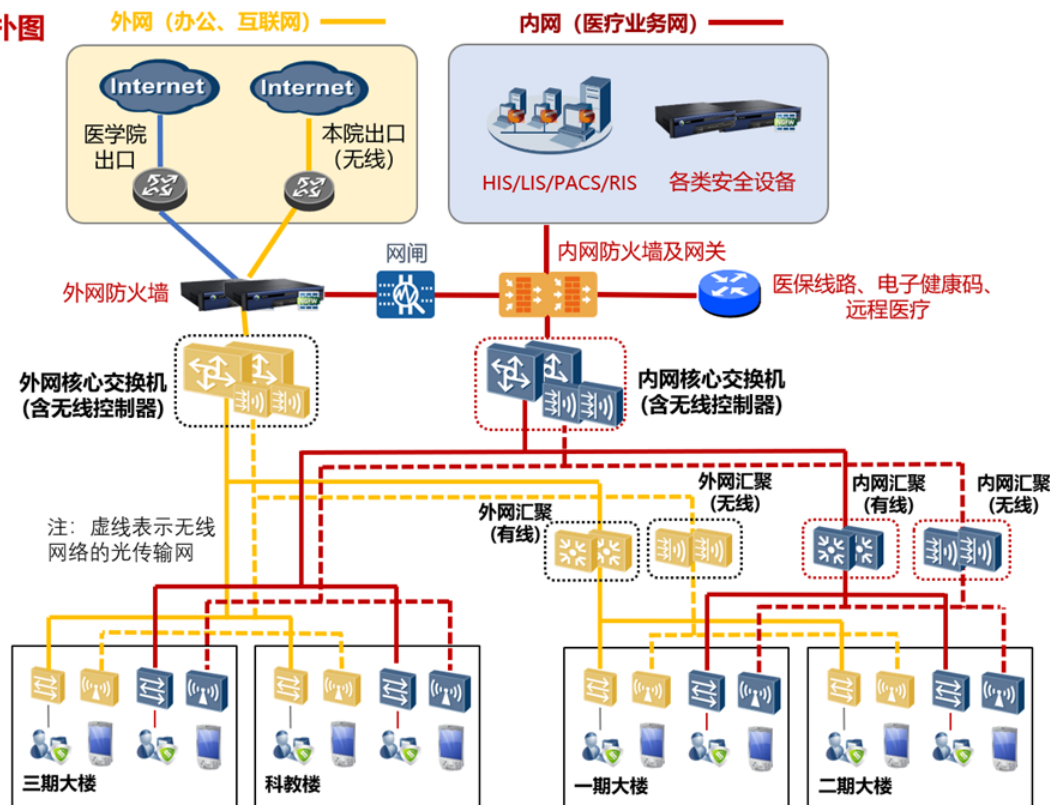 扑图
外网（办公、互联网）
内网（医疗业务网）
Internet
Internet
医学院
出口
本院出口
（无线）
HIS/LIS/PACS/RIS
各类安全设备
NGFW
网闸
内网防火墙及网关
外网防火墙
NGFW
医保线路、电子健康码、
远程医疗
外网核心交换机
(含无线控制器)
内网核心交换机
(含无线控制器)
外网汇聚
(有线)
外网汇聚
(无线)
内网汇聚
(有线)
内网汇聚
(无线)
注：虚线表示无线
网络的光传输网
三期大楼
科教楼
一期大楼
二期大楼